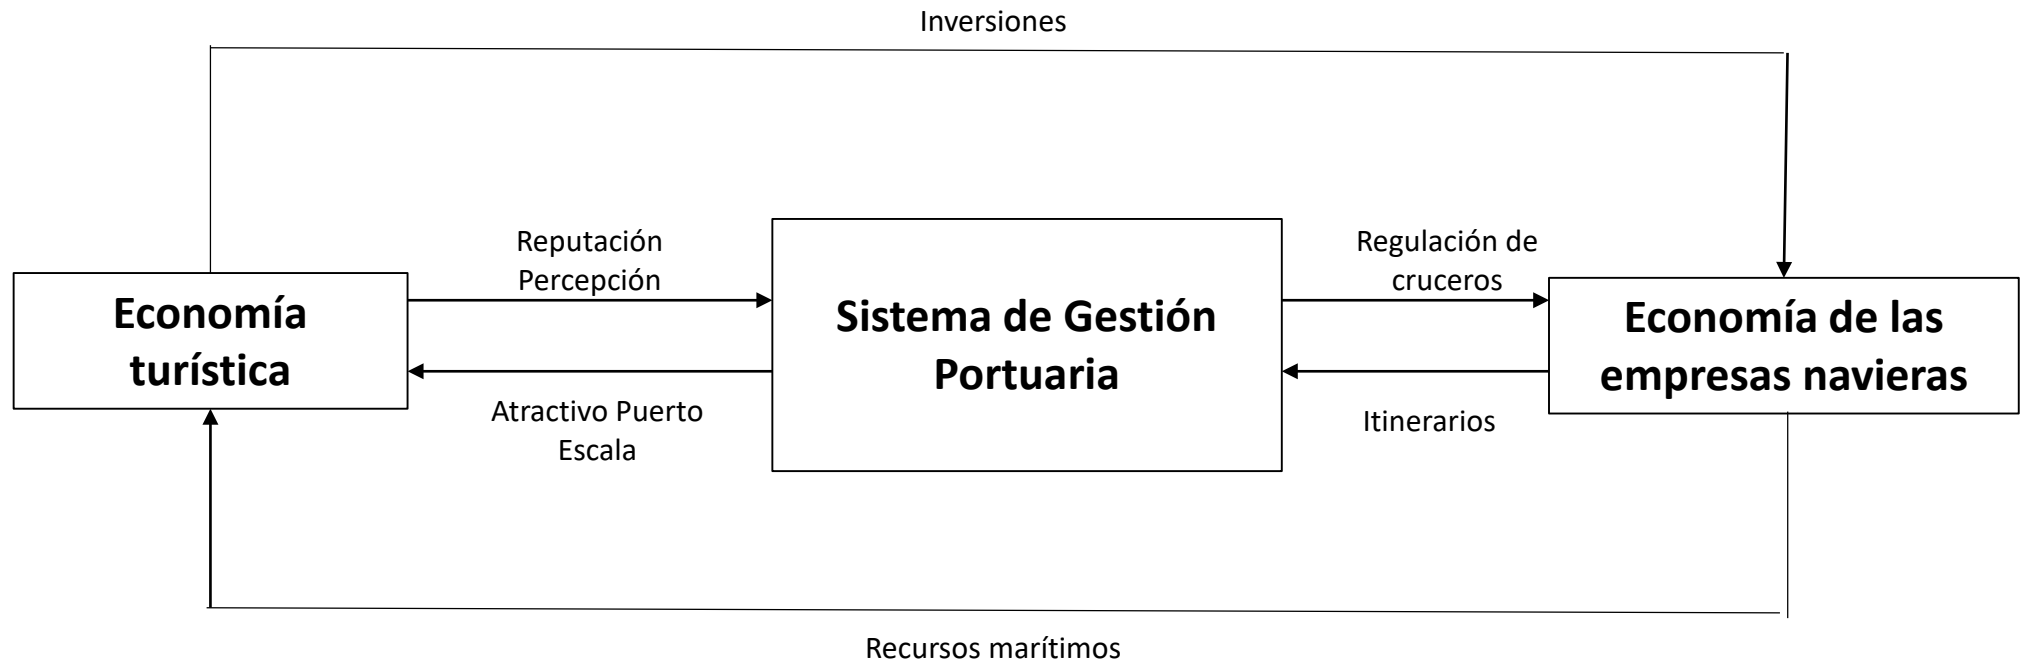 Inversiones
Reputación
Percepción
Regulación de
cruceros
Economía
turística
Sistema de Gestión
Portuaria
Economía de las
empresas navieras
Atractivo Puerto
Escala
Itinerarios
Recursos marítimos